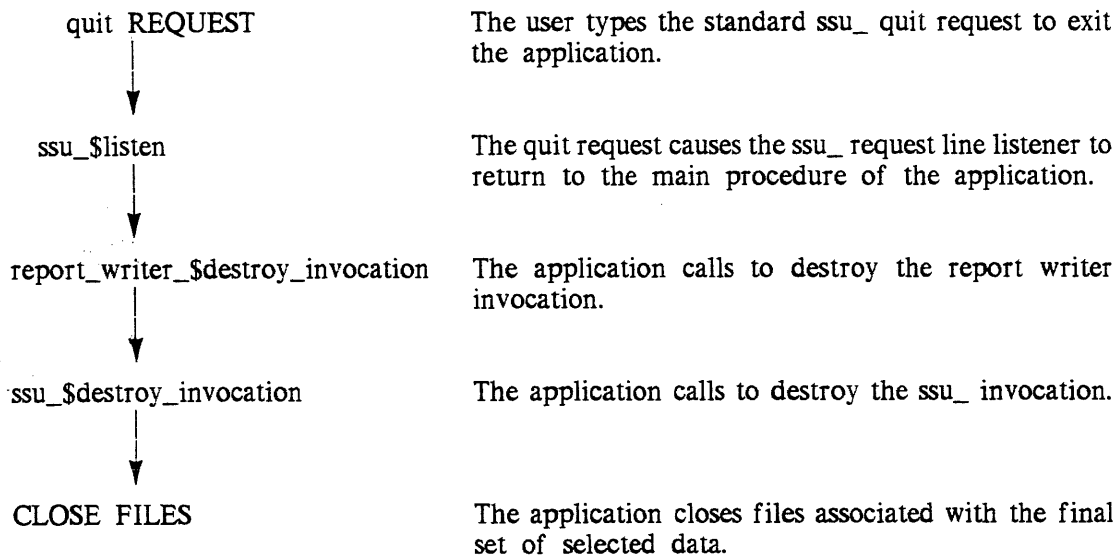 quit REQUEST
The user types the standard ssu_ quit request to exit
the application.
ssu_$listen
The quit request causes the ssu_ request line listener to
return to the main procedure of the application.
report_writer_$destroy_invocation
The application calls to destroy the report writer
invocation.
ssu_$destroy_invocation
The application calls to destroy the ssu_ invocation.
CLOSE FILES
The application closes files associated with the final
set of selected data.